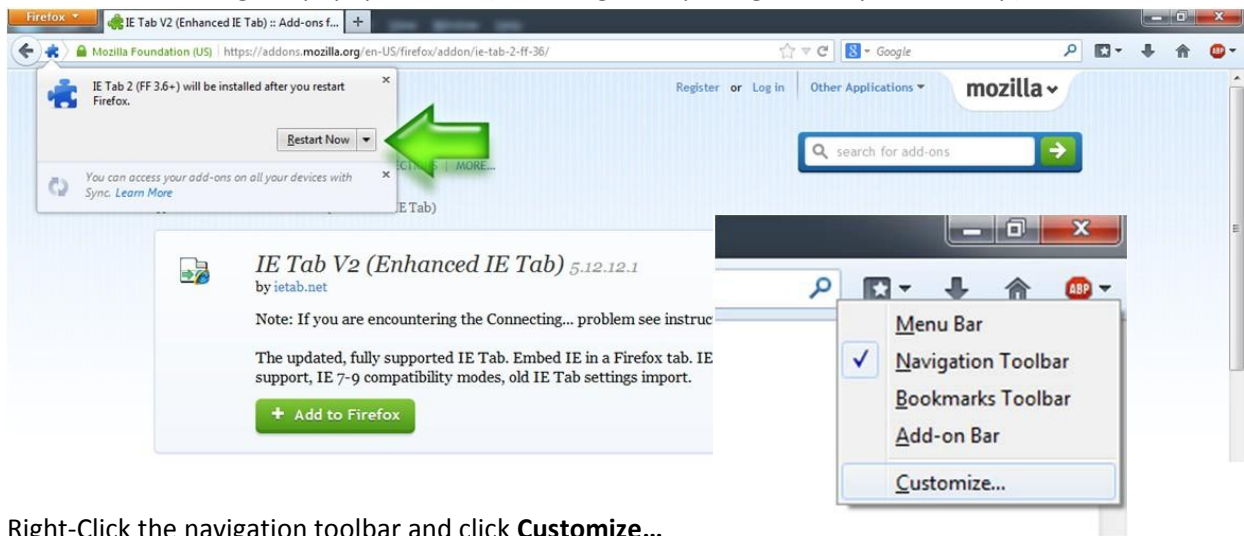 Firefox
IE Tab V2 (Enhanced IE Tab) :: Add-ons f...
Mozilla Foundation (US) https://addons.mozilla.org/en-US/firefox/addon/ie-tab-2-ff-36/
Google
IE Tab 2 (FF 3.6+) will be installed after you restart
Firefox.
Restart Now
You can access your add-ons on all your devices with
Sync. Learn More
Register or Log in Other Applications
mozilla
search for add-ons
MORE...
IE Tab)
IE Tab V2 (Enhanced IE Tab) 5.12.12.1
by ietab.net
Note: If you are encountering the Connecting... problem see instruc
The updated, fully supported IE Tab. Embed IE in a Firefox tab. IE
support, IE 7-9 compatibility modes, old IE Tab settings import.
+ Add to Firefox
ABP
Menu Bar
Navigation Toolbar
Bookmarks Toolbar
Add-on Bar
Customize...
Right-Click the navigation toolbar and click Customize…